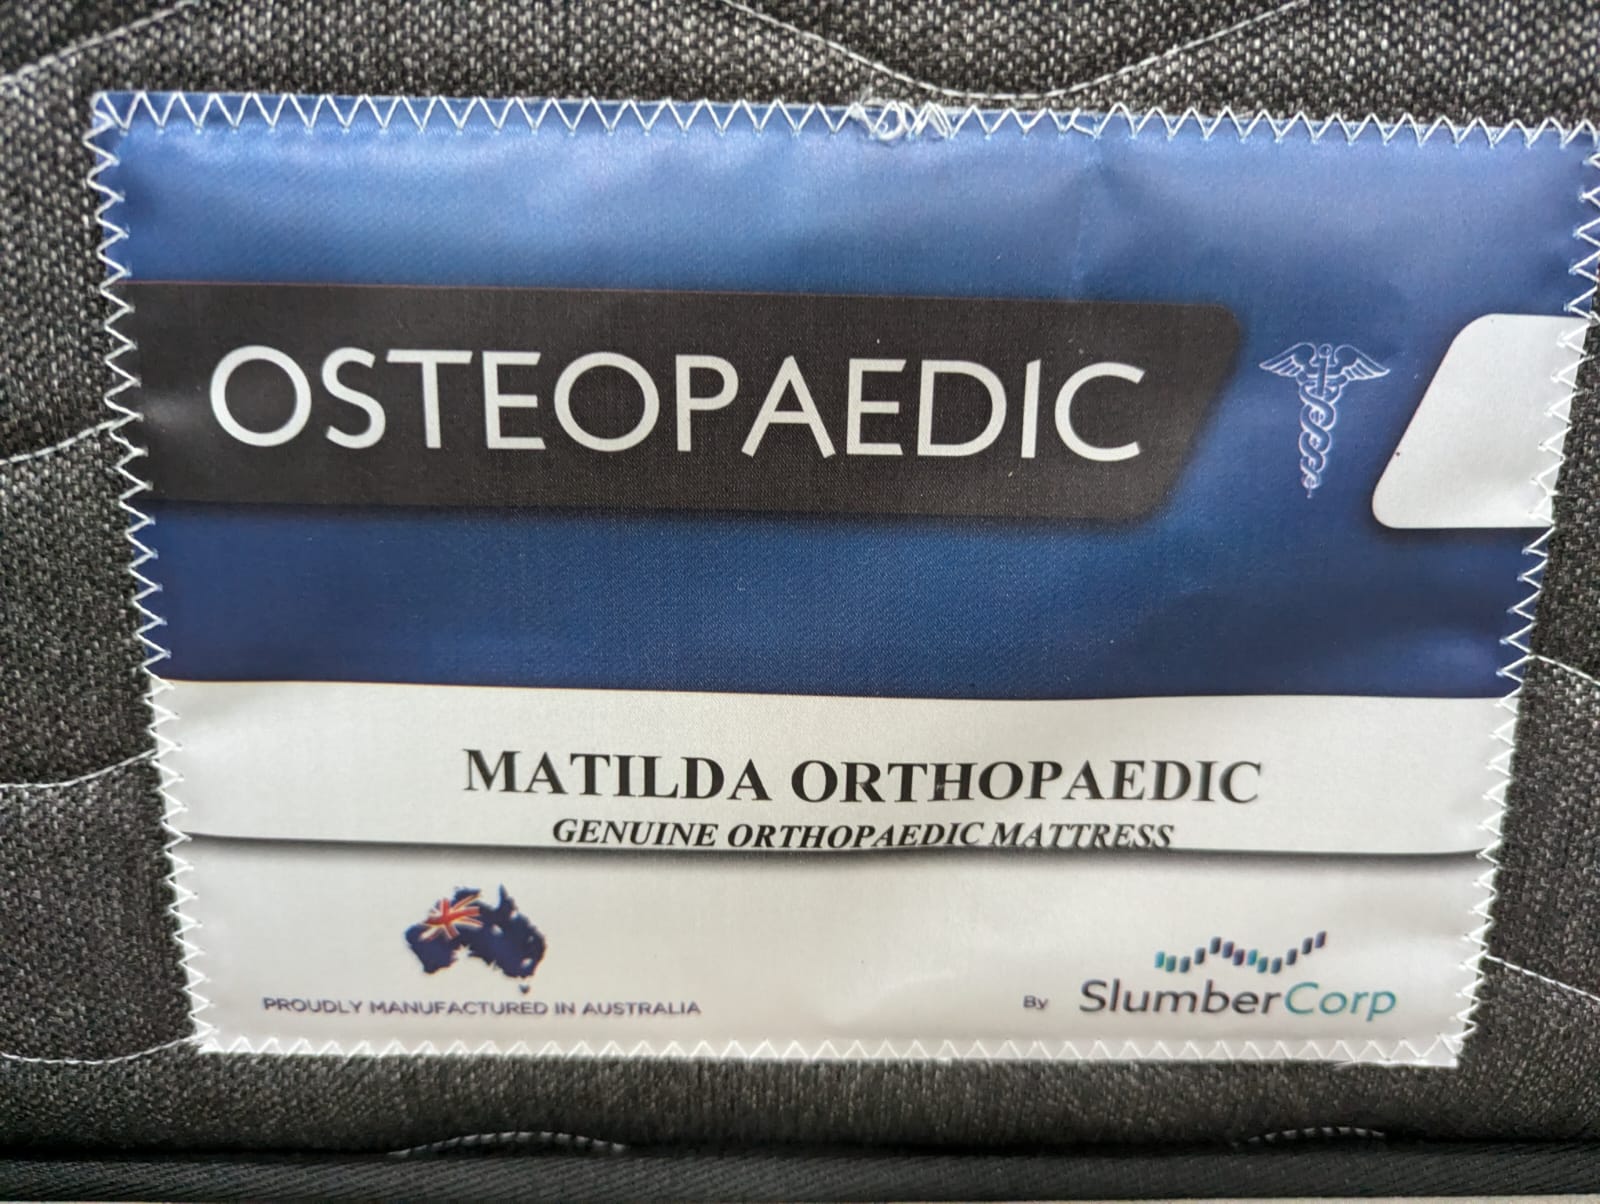 OSTEOPAEDIC
MATILDA ORTHOPAEDIC
GENUINE ORTHOPAEDIC MATTRESS
PROUDLY MANUFACTURED IN AUSTRALIA
By SlumberCorp